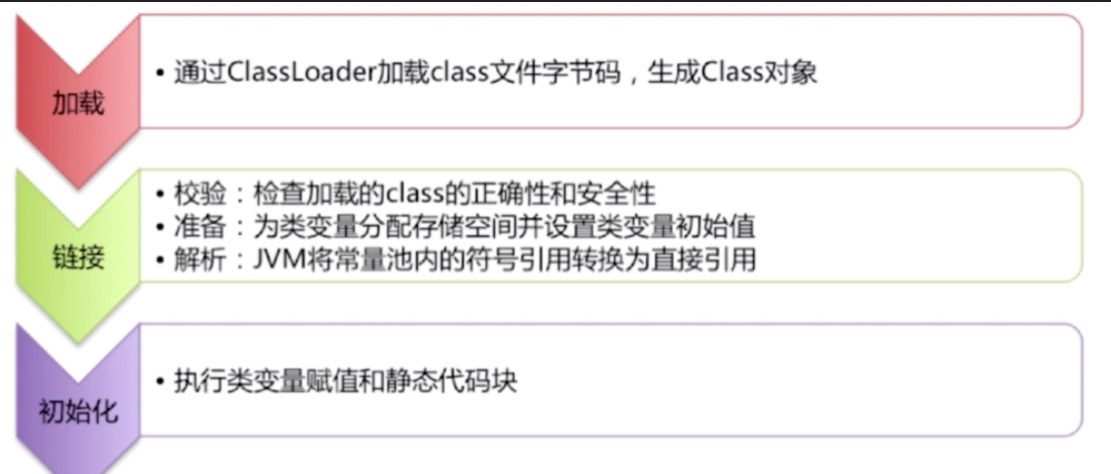 加载
• 通过ClassLoader加载class文件字节码，生成Class对象
链接
• 校验：检查加载的class的正确性和安全性
• 准备：为类变量分配存储空间并设置类变量初始值
• 解析：JVM将常量池内的符号引用转换为直接引用
初始化
• 执行类变量赋值和静态代码块